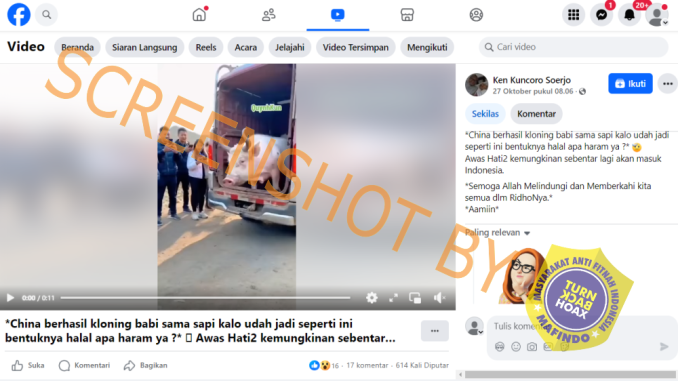 1
20+
Cari video
Video
Beranda
Siaran Langsung
Reels
Acara
Jelajahi
Video Tersimpan
Mengikuti
SCREENSHOT BY
0:00 / 0:11
*China berhasil kloning babi sama sapi kalo udah jadi seperti ini
bentuknya halal apa haram ya ?* Awas Hati2 kemungkinan sebentar...
Suka
Komentari
Bagikan
16 · 17 komentar · 614 Kali Diputar
Ken Kuncoro Soerjo
27 Oktober pukul 08.06
Ikuti
Sekilas
Komentar
*China berhasil kloning babi sama sapi kalo udah jadi
seperti ini bentuknya halal apa haram ya ?*
Awas Hati2 kemungkinan sebentar lagi akan masuk
Indonesia.
*Semoga Allah Melindungi dan Memberkahi kita
semua dlm RidhoNya.*
*Aamiin*
Paling relevan
MASYARAKAT ANTI FITNAH INDONESIA
TURN
BACK
HOAX
MAFINDO
Tulis komentar